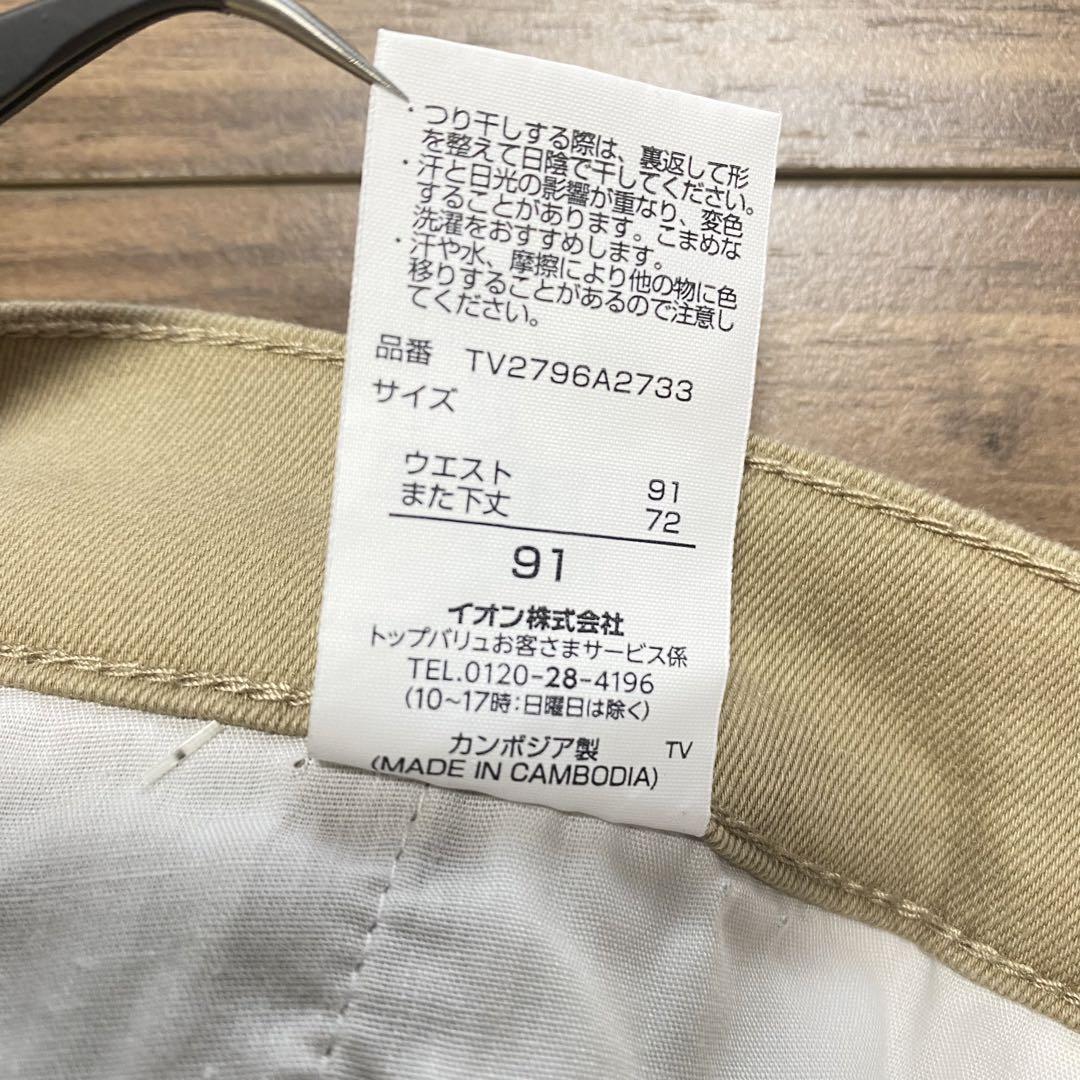 ・つり干しする際は、裏返して形
を整えて日陰で干してください。
・汗と日光の影響が重なり、変色
することがあります。こまめな
洗濯をおすすめします。
・汗や水、摩擦により他の物に色
移りすることがあるので注意し
てください。
品番 TV2796A2733
サイズ
ウエスト 91
また下丈 72
91
イオン株式会社
トップバリュお客さまサービス係
TEL.0120-28-4196
(10~17時:日曜日は除く)
カンボジア製 TV
(MADE IN CAMBODIA)